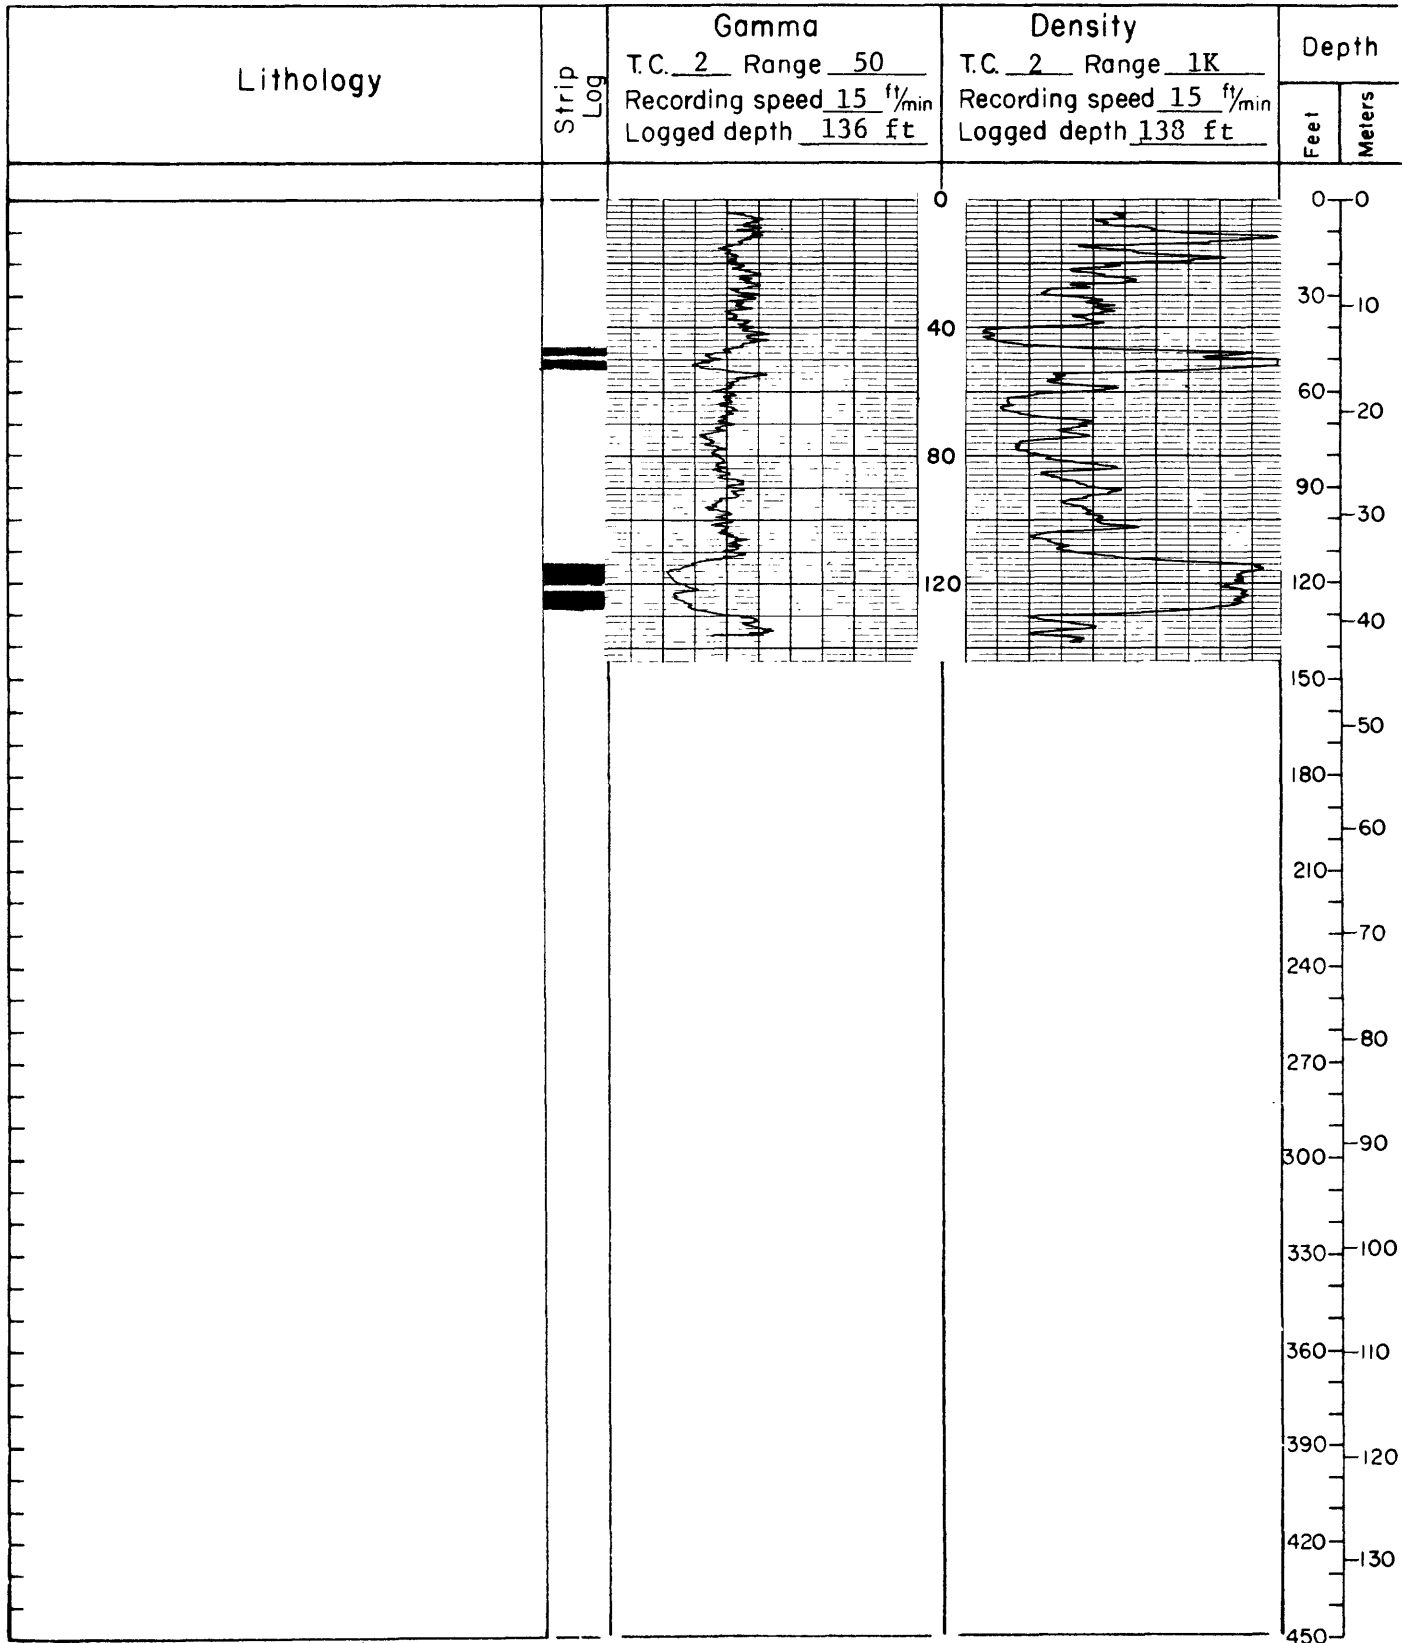 Lithology
Strip Log
Gamma
T.C. 2 Range 50
Recording speed 15 ft/min
Logged depth 136 ft
Density
T.C. 2 Range 1K
Recording speed 15 ft/min
Logged depth 138 ft
Depth
Feet
Meters
0
40
80
120
0
30
60
90
120
150
180
210
240
270
300
330
360
390
420
450
0
10
20
30
40
50
60
70
80
90
100
110
120
130